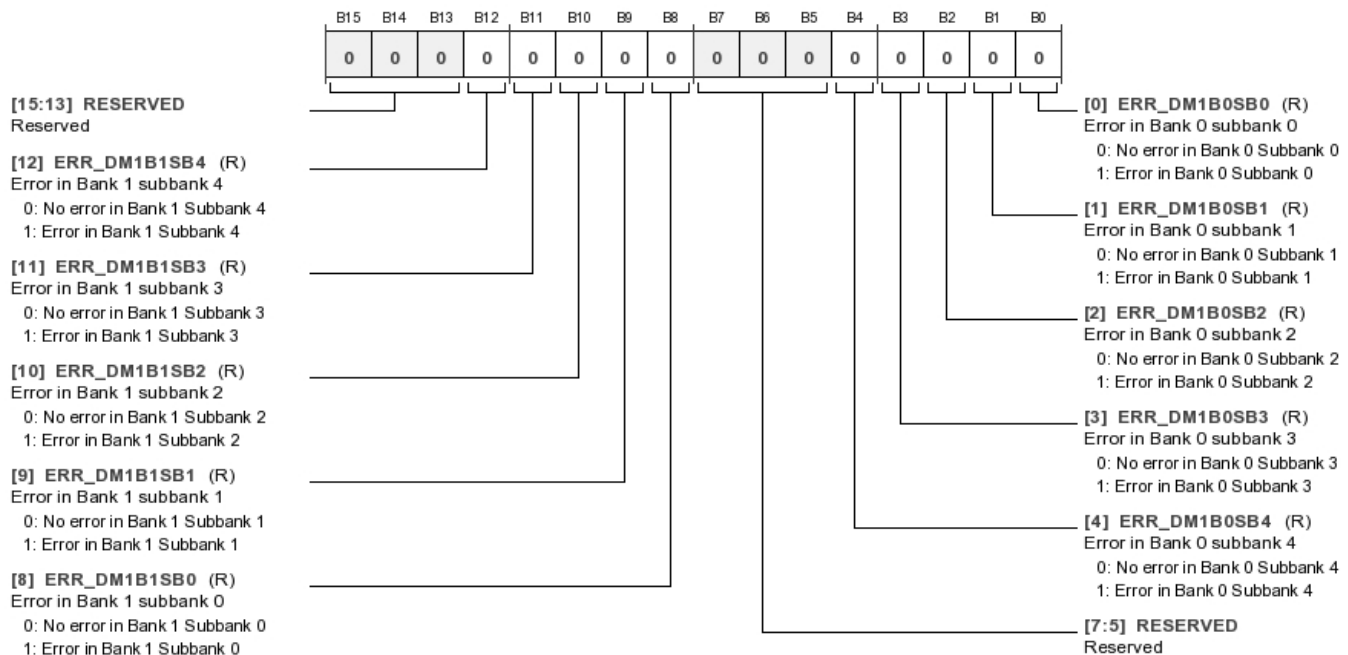 B15 B14 B13 B12 B11 B10 B9 B8 B7 B6 B5 B4 B3 B2 B1 B0
0 0 0 0 0 0 0 0 0 0 0 0 0 0 0 0
[15:13] RESERVED
Reserved
[12] ERR_DM1B1SB4 (R)
Error in Bank 1 subbank 4
0: No error in Bank 1 Subbank 4
1: Error in Bank 1 Subbank 4
[11] ERR_DM1B1SB3 (R)
Error in Bank 1 subbank 3
0: No error in Bank 1 Subbank 3
1: Error in Bank 1 Subbank 3
[10] ERR_DM1B1SB2 (R)
Error in Bank 1 subbank 2
0: No error in Bank 1 Subbank 2
1: Error in Bank 1 Subbank 2
[9] ERR_DM1B1SB1 (R)
Error in Bank 1 subbank 1
0: No error in Bank 1 Subbank 1
1: Error in Bank 1 Subbank 1
[8] ERR_DM1B1SB0 (R)
Error in Bank 1 subbank 0
0: No error in Bank 1 Subbank 0
1: Error in Bank 1 Subbank 0
[0] ERR_DM1B0SB0 (R)
Error in Bank 0 subbank 0
0: No error in Bank 0 Subbank 0
1: Error in Bank 0 Subbank 0
[1] ERR_DM1B0SB1 (R)
Error in Bank 0 subbank 1
0: No error in Bank 0 Subbank 1
1: Error in Bank 0 Subbank 1
[2] ERR_DM1B0SB2 (R)
Error in Bank 0 subbank 2
0: No error in Bank 0 Subbank 2
1: Error in Bank 0 Subbank 2
[3] ERR_DM1B0SB3 (R)
Error in Bank 0 subbank 3
0: No error in Bank 0 Subbank 3
1: Error in Bank 0 Subbank 3
[4] ERR_DM1B0SB4 (R)
Error in Bank 0 subbank 4
0: No error in Bank 0 Subbank 4
1: Error in Bank 0 Subbank 4
[7:5] RESERVED
Reserved